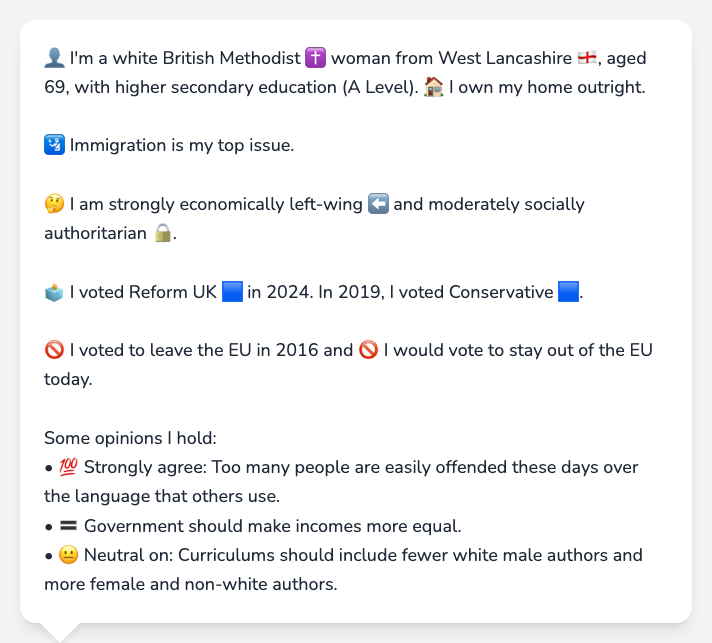 👤 I'm a white British Methodist ✝️ woman from West Lancashire 🏴󠁧󠁢󠁥󠁮󠁧󠁿, aged
69, with higher secondary education (A Level). 🏠 I own my home outright.
🛂 Immigration is my top issue.
🤔 I am strongly economically left-wing ⬅️ and moderately socially
authoritarian 🔒.
🗳️ I voted Reform UK 🟦 in 2024. In 2019, I voted Conservative 🟦.
🚫 I voted to leave the EU in 2016 and 🚫 I would vote to stay out of the EU
today.
Some opinions I hold:
• 💯 Strongly agree: Too many people are easily offended these days over
the language that others use.
• 🟰 Government should make incomes more equal.
• 😐 Neutral on: Curriculums should include fewer white male authors and
more female and non-white authors.